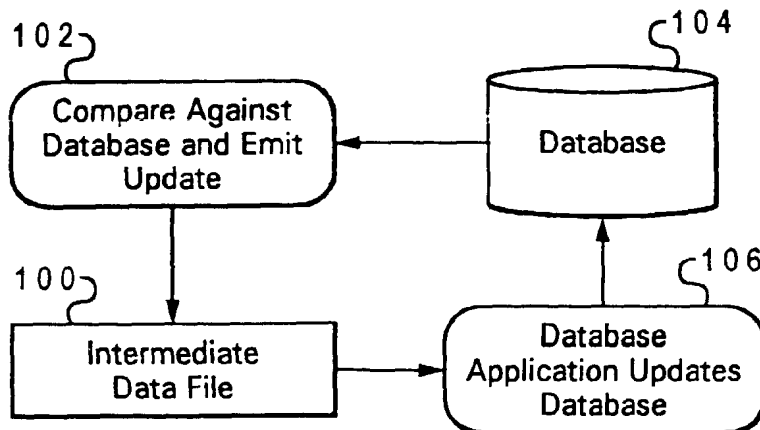 102
Compare Against
Database and Emit
Update
104
Database
100
Intermediate
Data File
106
Database
Application Updates
Database